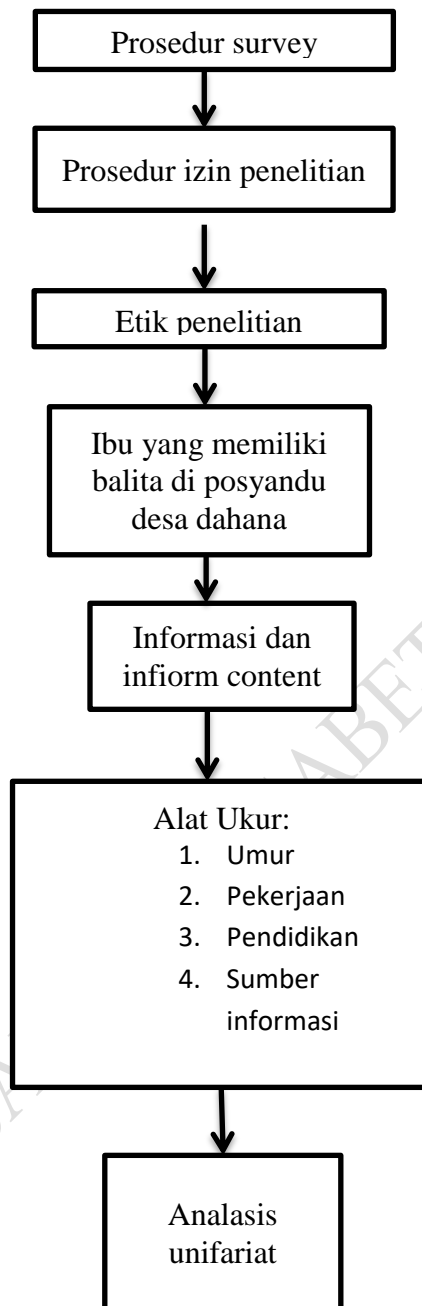 Prosedur survey
Prosedur izin penelitian
Etik penelitian
Ibu yang memiliki
balita di posyandu
desa dahana
Informasi dan
infiorm content
Alat Ukur:
1. Umur
2. Pekerjaan
3. Pendidikan
4. Sumber
informasi
Analasis
unifariat